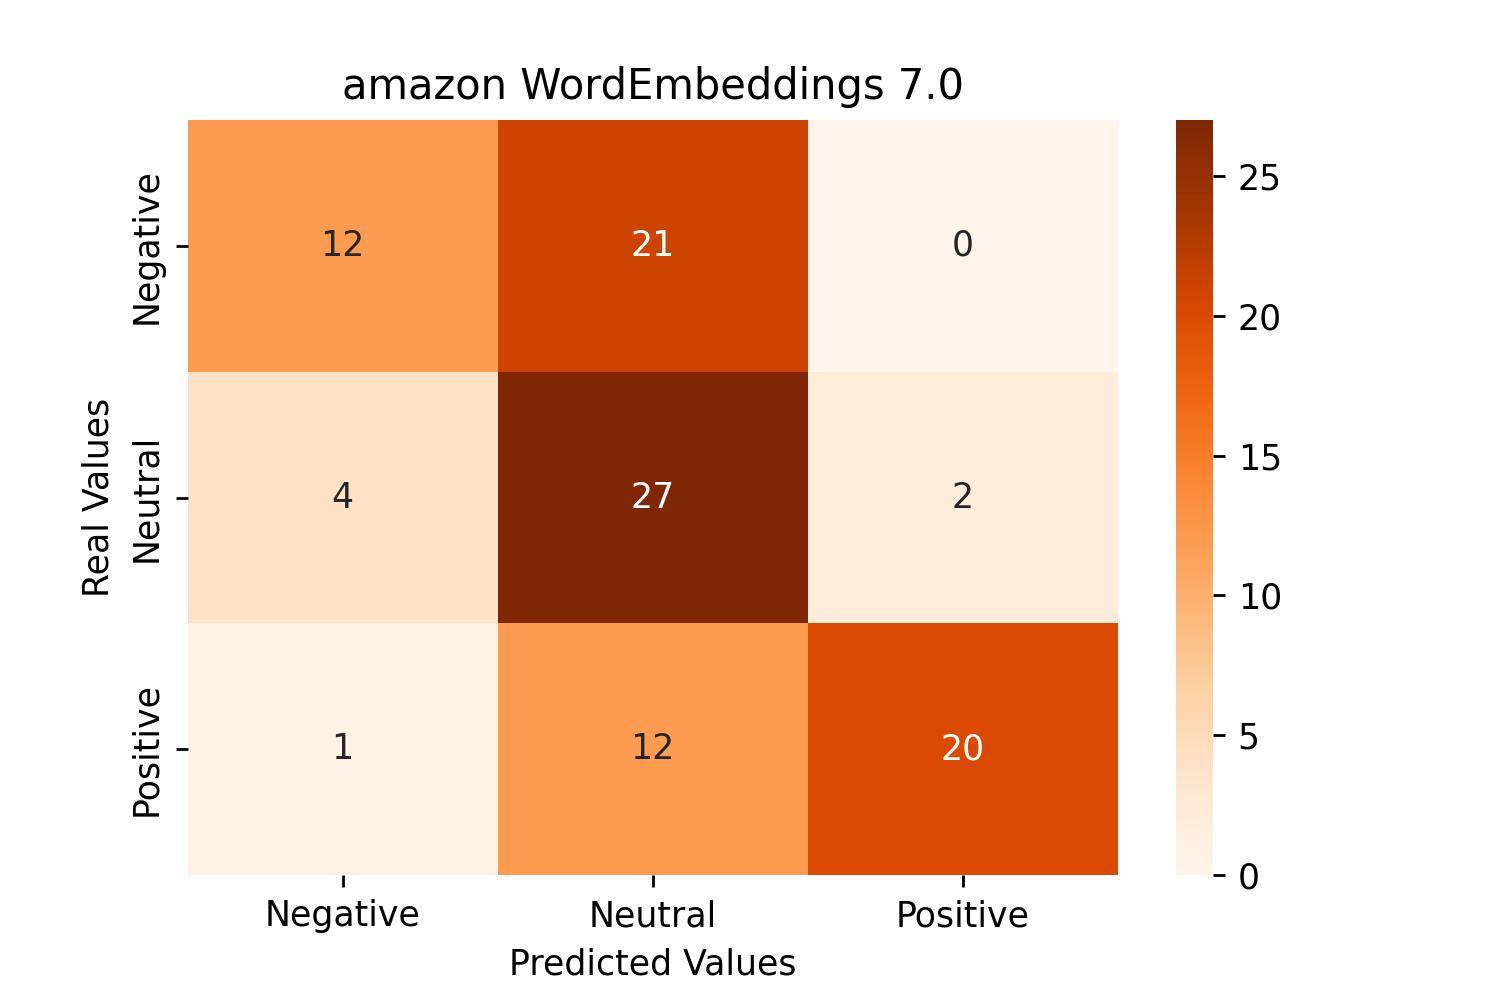 amazon WordEmbeddings 7.0
Real Values
Negative
12 21 0
Neutral
4 27 2
Positive
1 12 20
Negative Neutral Positive
Predicted Values
25
20
15
10
5
0